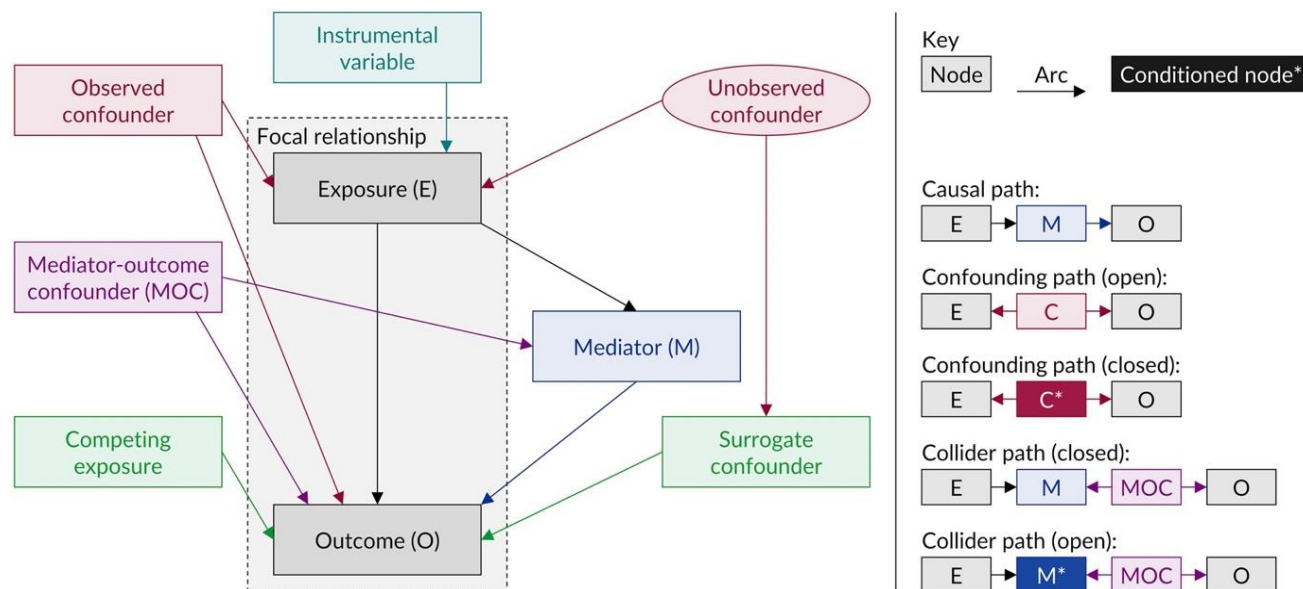 Instrumental
variable
Observed
confounder
Unobserved
confounder
Focal relationship
Exposure (E)
Mediator-outcome
confounder (MOC)
Mediator (M)
Competing
exposure
Surrogate
confounder
Outcome (O)
Key
Node
Arc
Conditioned node*
Causal path:
E M O
Confounding path (open):
E C O
Confounding path (closed):
E C* O
Collider path (closed):
E M MOC O
Collider path (open):
E M* MOC O